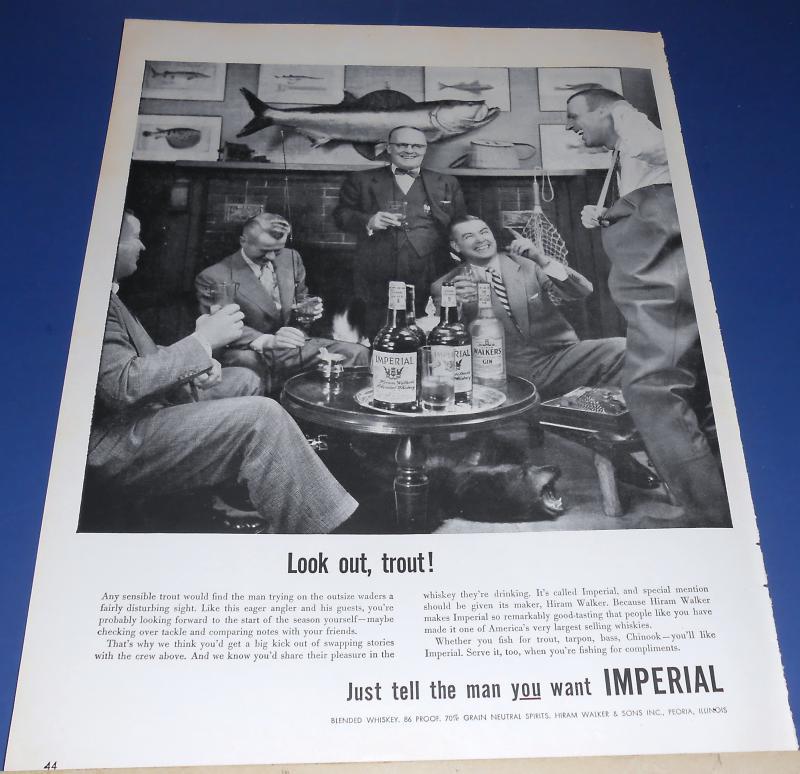 IMPERIAL
Hiram Walker
Blended Whiskey
RIAL
WALKER'S
GIN
Look out, trout!
Any sensible trout would find the man trying on the outsize waders a
fairly disturbing sight. Like this eager angler and his guests, you're
probably looking forward to the start of the season yourself—maybe
checking over tackle and comparing notes with your friends.
That's why we think you'd get a big kick out of swapping stories
with the crew above. And we know you'd share their pleasure in the
whiskey they're drinking. It's called Imperial, and special mention
should be given its maker, Hiram Walker. Because Hiram Walker
makes Imperial so remarkably good-tasting that people like you have
made it one of America's very largest selling whiskies.
Whether you fish for trout, tarpon, bass, Chinook—you'll like
Imperial. Serve it, too, when you're fishing for compliments.
Just tell the man you want IMPERIAL
BLENDED WHISKEY. 86 PROOF. 70% GRAIN NEUTRAL SPIRITS. HIRAM WALKER & SONS INC., PEORIA, ILLINOIS
44